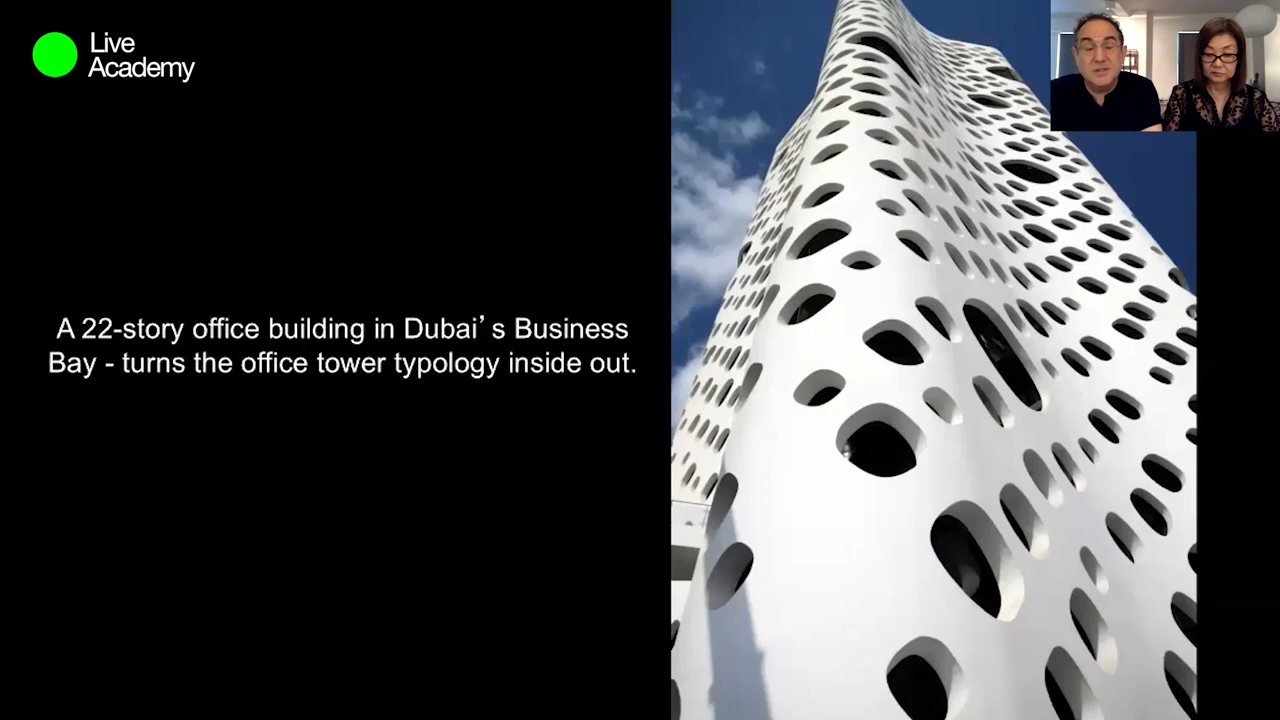 Live
Academy
A 22-story office building in Dubai’s Business
Bay - turns the office tower typology inside out.